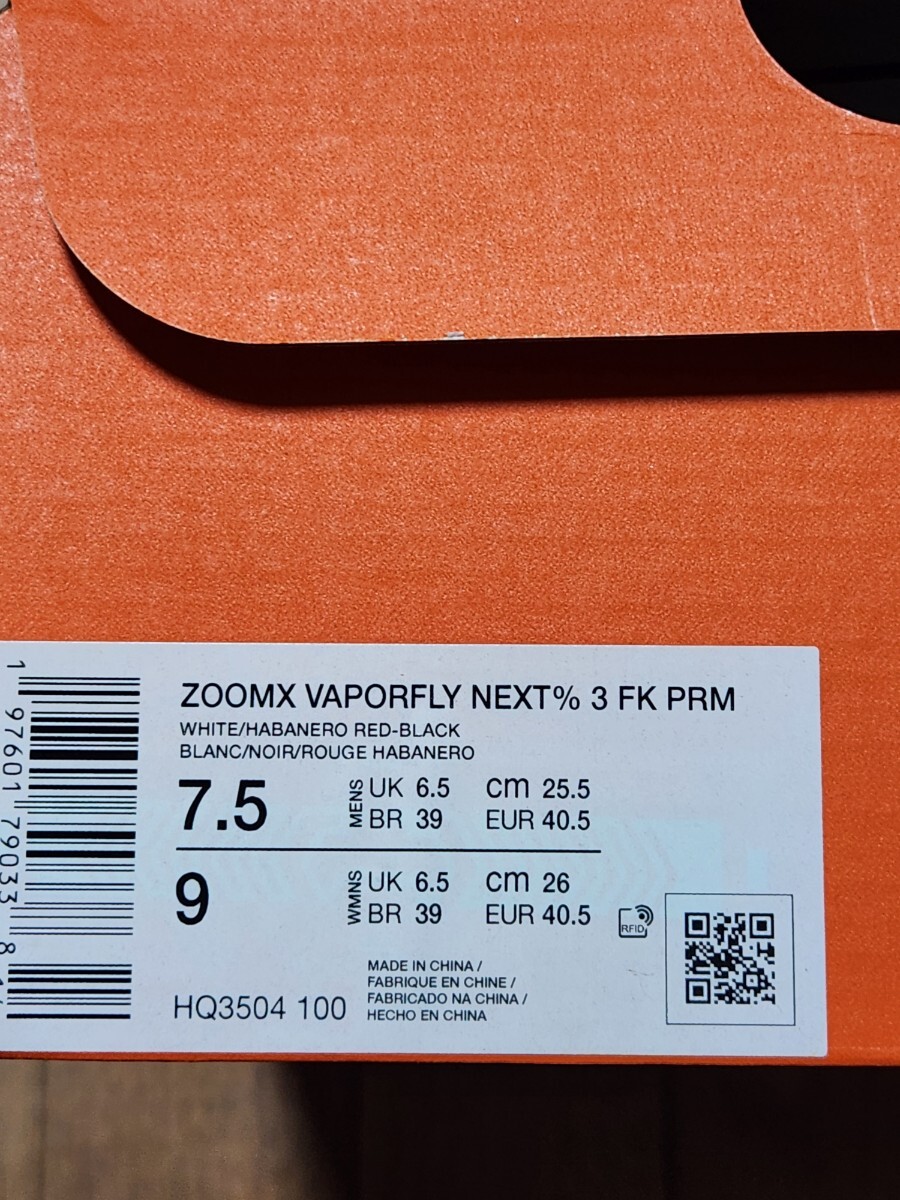 ZOOMX VAPORFLY NEXT% 3 FK PRM
WHITE/HABANERO RED-BLACK
BLANC/NOIR/ROUGE HABANERO
7.5 MENS UK 6.5 cm 25.5
BR 39 EUR 40.5
9 WMNS UK 6.5 cm 26
BR 39 EUR 40.5
RFID
HQ3504 100
MADE IN CHINA /
FABRIQUE EN CHINE /
FABRICADO NA CHINA /
HECHO EN CHINA
1 97601 79033 8